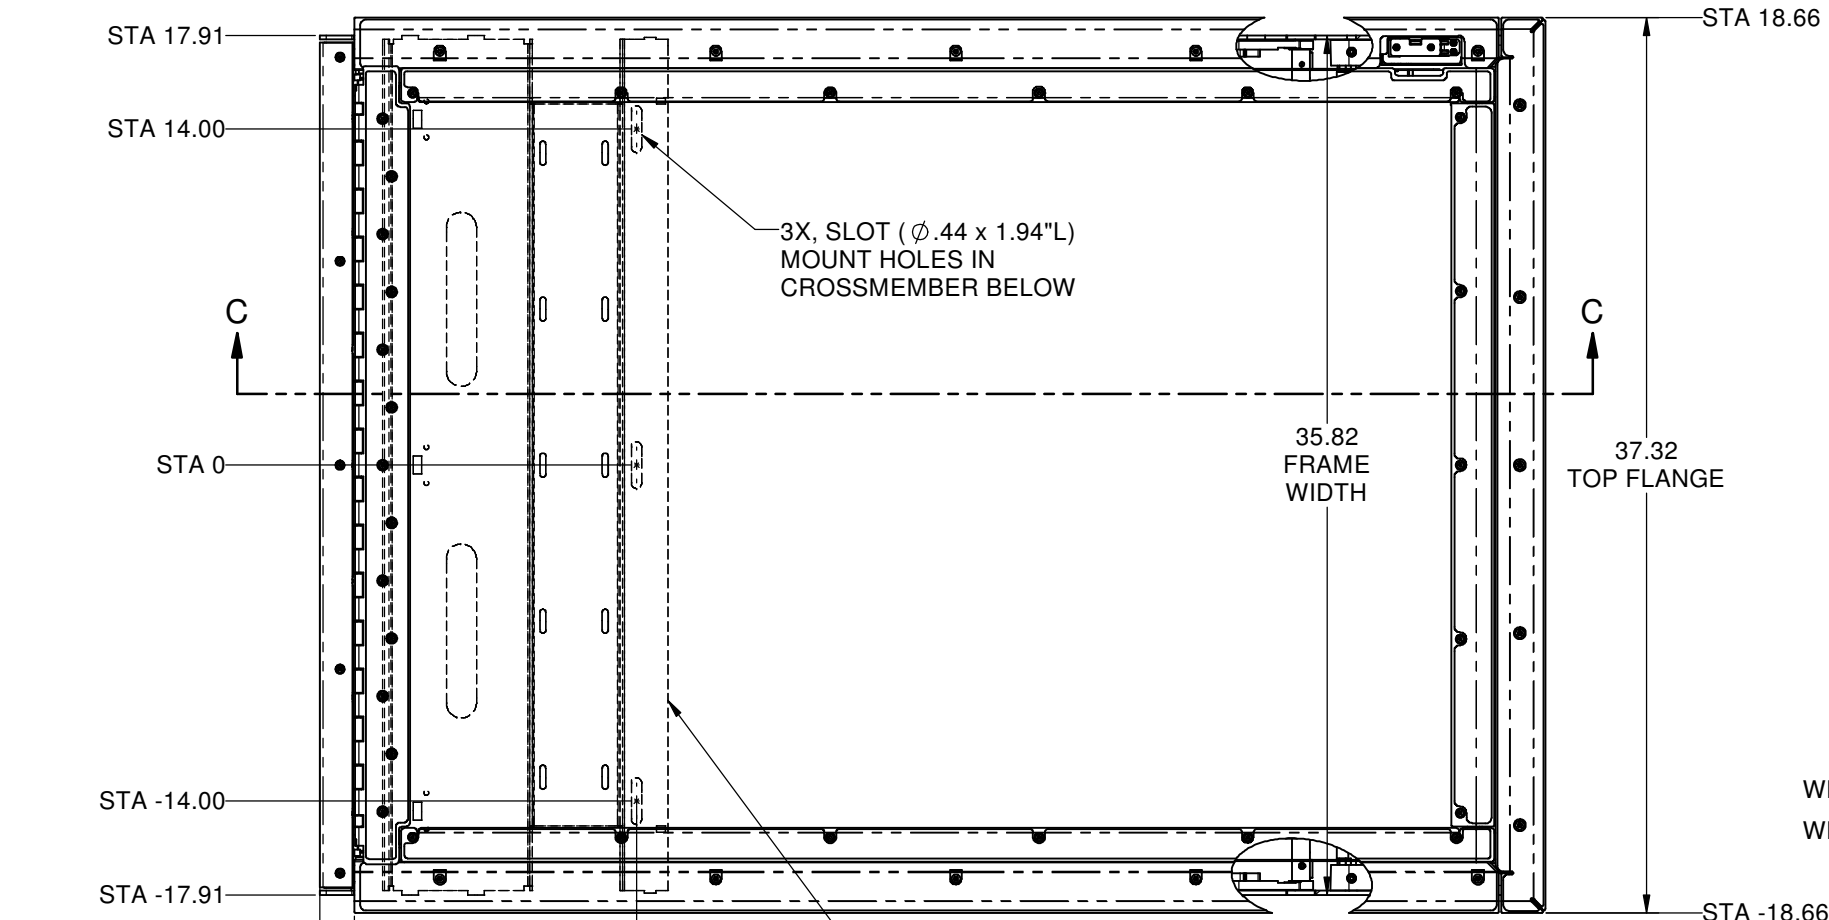 STA 17.91
STA 18.66
STA 14.00
3X, SLOT ( ∅ .44 x 1.94"L)
MOUNT HOLES IN
CROSSMEMBER BELOW
C
C
35.82
FRAME
WIDTH
37.32
TOP FLANGE
STA 0
STA -14.00
STA -17.91
STA -18.66